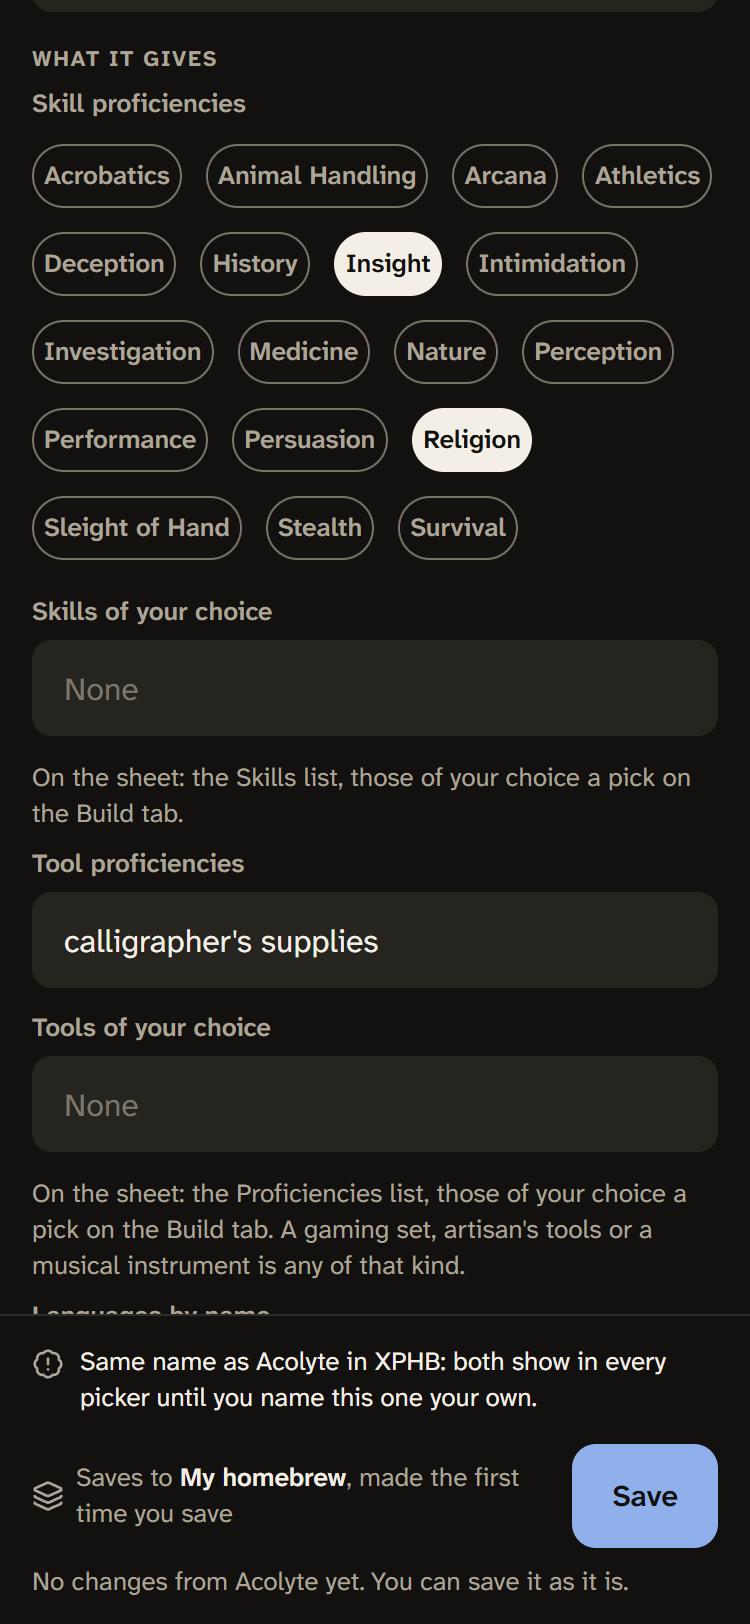 WHAT IT GIVES
Skill proficiencies
Acrobatics Animal Handling Arcana Athletics
Deception History Insight Intimidation
Investigation Medicine Nature Perception
Performance Persuasion Religion
Sleight of Hand Stealth Survival
Skills of your choice
None
On the sheet: the Skills list, those of your choice a pick on
the Build tab.
Tool proficiencies
calligrapher's supplies
Tools of your choice
None
On the sheet: the Proficiencies list, those of your choice a
pick on the Build tab. A gaming set, artisan's tools or a
musical instrument is any of that kind.
Languages by name
Same name as Acolyte in XPHB: both show in every
picker until you name this one your own.
Saves to My homebrew, made the first
time you save
Save
No changes from Acolyte yet. You can save it as it is.